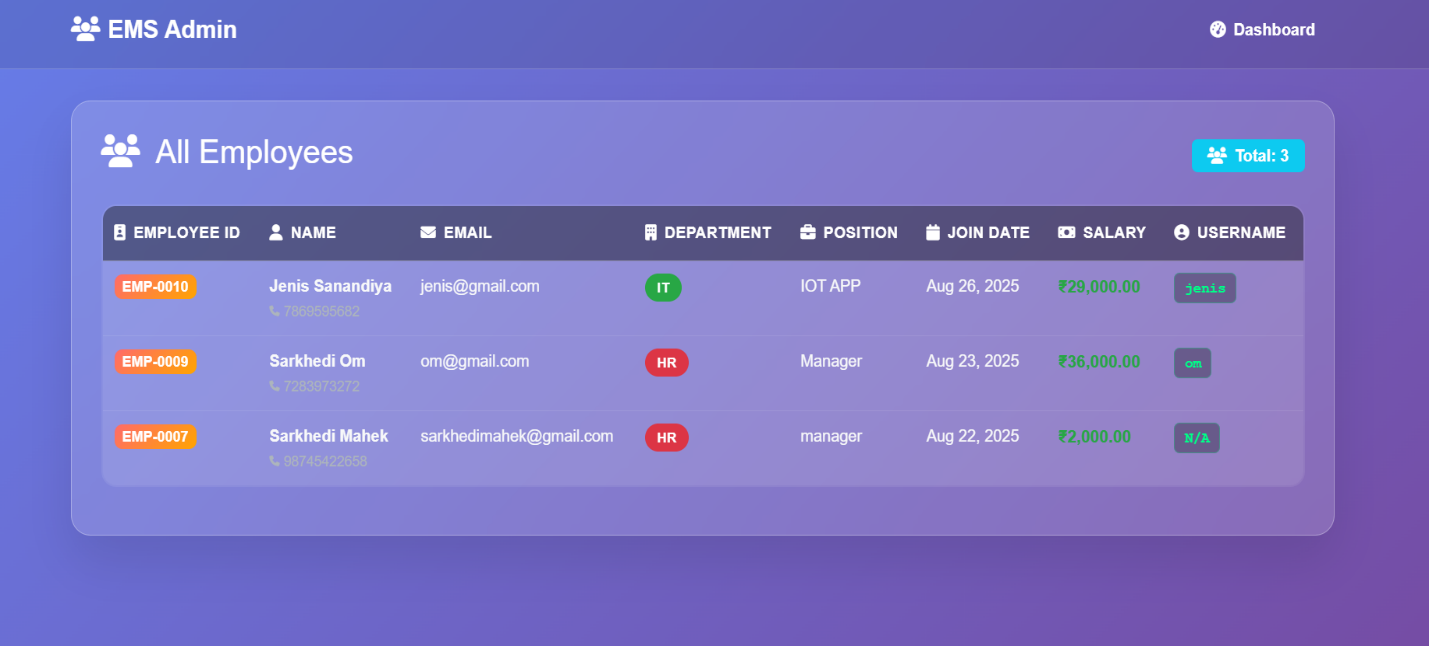 EMS Admin Dashboard
All Employees
Total: 3
EMPLOYEE ID NAME EMAIL DEPARTMENT POSITION JOIN DATE SALARY USERNAME
EMP-0010 Jenis Sanandiya jenis@gmail.com IT IOT APP Aug 26, 2025 ₹29,000.00 jenis
7869595682
EMP-0009 Sarkhedi Om om@gmail.com HR Manager Aug 23, 2025 ₹36,000.00 om
7283973272
EMP-0007 Sarkhedi Mahek sarkhedimahek@gmail.com HR manager Aug 22, 2025 ₹2,000.00 N/A
98745422658